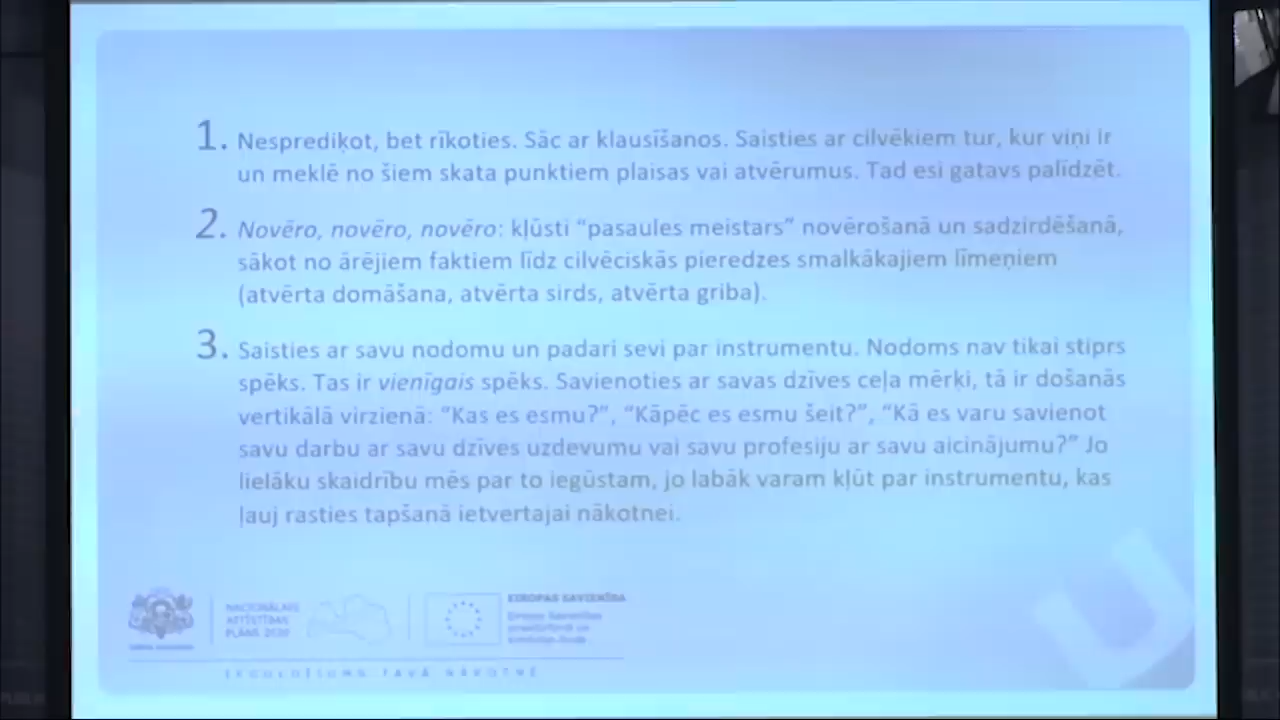 1. Nesprediķot, bet rīkoties. Sāc ar klausīšanos. Saisties ar cilvēkiem tur, kur viņi ir
un meklē no šiem skata punktiem plaisas vai atvērumus. Tad esi gatavs palīdzēt.
2. Novēro, novēro, novēro: kļūsti “pasaules meistars” novērošanā un sadzirdēšanā,
sākot no ārējiem faktiem līdz cilvēciskās pieredzes smalkākajiem līmeņiem
(atvērta domāšana, atvērta sirds, atvērta griba).
3. Saisties ar savu nodomu un padari sevi par instrumentu. Nodoms nav tikai stiprs
spēks. Tas ir vienīgais spēks. Savienoties ar savas dzīves ceļa mērķi, tā ir došanās
vertikālā virzienā: “Kas es esmu?”, “Kāpēc es esmu šeit?”, “Kā es varu savienot
savu darbu ar savu dzīves uzdevumu vai savu profesiju ar savu aicinājumu?” Jo
lielāku skaidrību mēs par to iegūstam, jo labāk varam kļūt par instrumentu, kas
ļauj rasties tapšanā ietvertajai nākotnei.
NACIONĀLAIS
ATTĪSTĪBAS
PLĀNS 2020
EIROPAS SAVIENĪBA
IEGULDĪJUMS TAVĀ NĀKOTNĒ
U